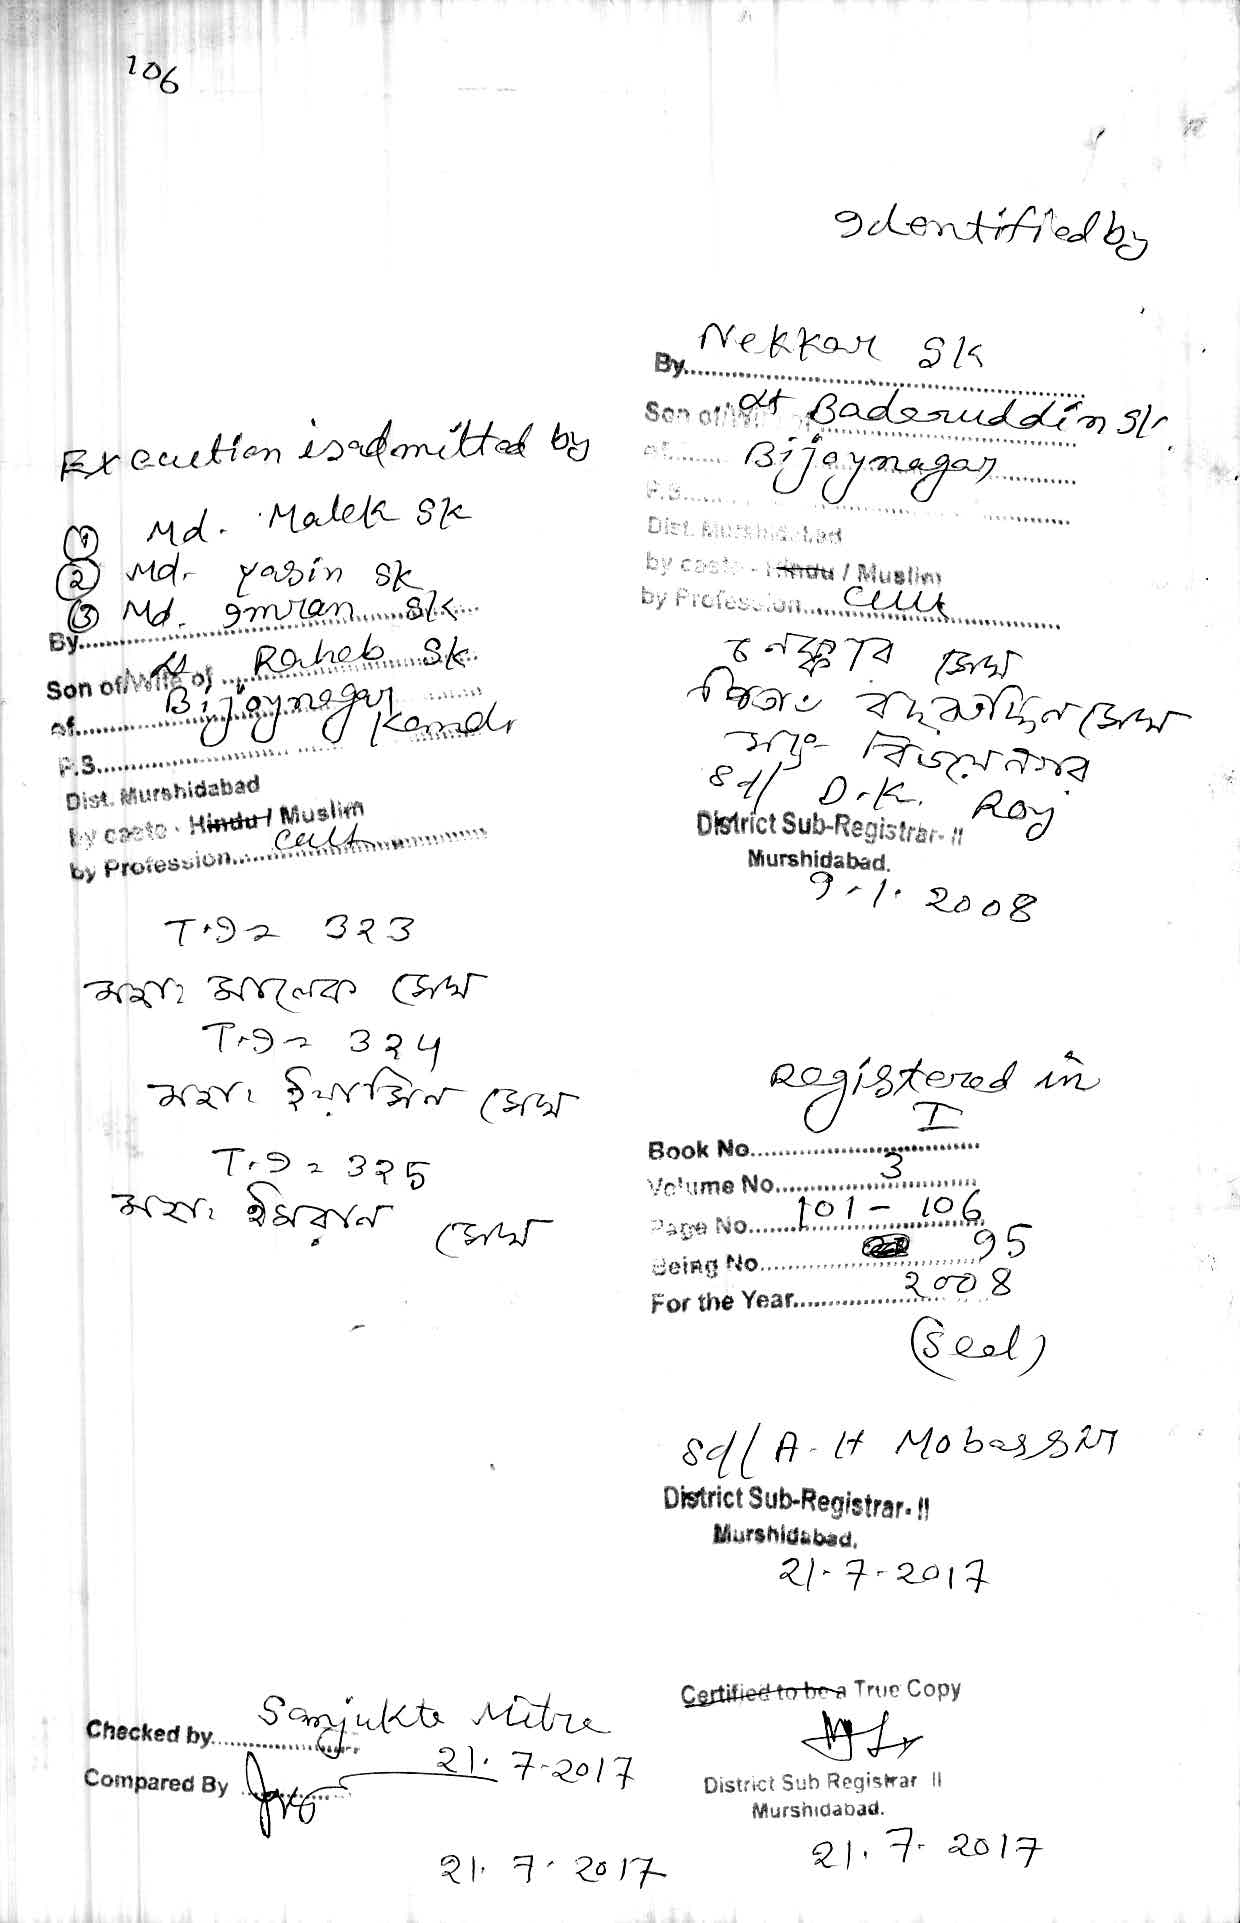 106
Execution is admitted by
① Md. Malek Sk
② Md. Yasin Sk
③ Md. Imran Sk
By
Son of/Wife of Lt Raheb Sk
of Bijoynagar
P.S. Kandi
Dist. Murshidabad
by caste - Hindu / Muslim
by Profession cult
T.I = 323
মহাঃ মালেক সেখ
T.I = 324
মহাঃ ইয়াসিন সেখ
T.I = 325
মহাঃ ইমরান সেখ
Identified by
By Nekkar Sk
Son of/Wife of Lt Baderuddin Sk.
of Bijoynagar
P.S.
Dist. Murshidabad
by caste - Hindu / Muslim
by Profession cult
নেক্কার সেখ
পিতাঃ বদরুদ্দিন সেখ
সাং- বিজয়নগর
Sd/ D.K. Roy
District Sub-Registrar-II
Murshidabad.
9.1.2008
Registered in
Book No. I
Volume No. 3
Page No. 101 - 106
Being No. 95
For the Year 2008
(Seal)
Sd/ A.H Mobassir
District Sub-Registrar-II
Murshidabad.
21.7.2017
Checked by Sanjukta Mitra
21.7.2017
Compared By
21.7.2017
Certified to be a True Copy
District Sub Registrar II
Murshidabad.
21.7.2017